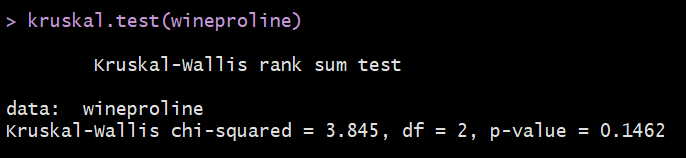 > kruskal.test(wineproline)
Kruskal-Wallis rank sum test
data:  wineproline
Kruskal-Wallis chi-squared = 3.845, df = 2, p-value = 0.1462